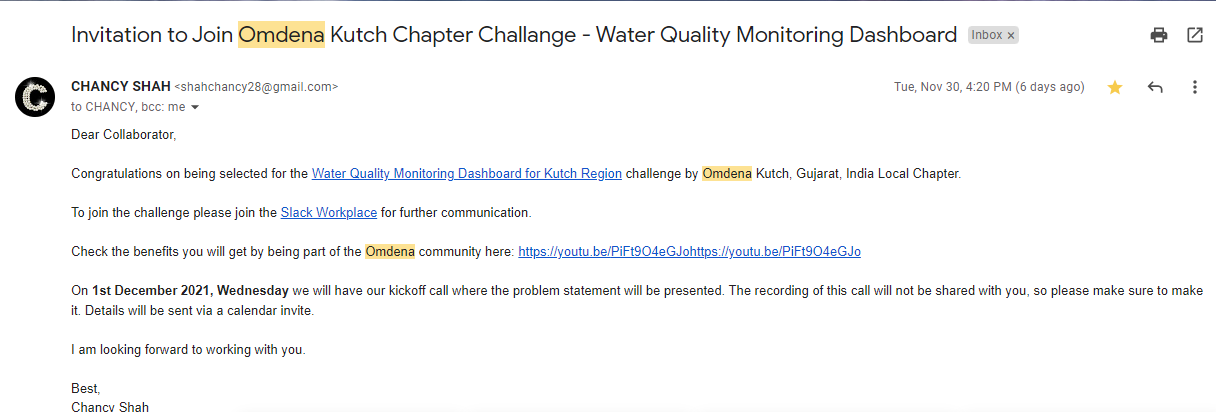 Invitation to Join Omdena Kutch Chapter Challange - Water Quality Monitoring Dashboard Inbox ×
CHANCY SHAH <shahchancy28@gmail.com> Tue, Nov 30, 4:20 PM (6 days ago)
to CHANCY, bcc: me
C
Dear Collaborator,
Congratulations on being selected for the Water Quality Monitoring Dashboard for Kutch Region challenge by Omdena Kutch, Gujarat, India Local Chapter.
To join the challenge please join the Slack Workplace for further communication.
Check the benefits you will get by being part of the Omdena community here: https://youtu.be/PiFt9O4eGJohttps://youtu.be/PiFt9O4eGJo
On 1st December 2021, Wednesday we will have our kickoff call where the problem statement will be presented. The recording of this call will not be shared with you, so please make sure to make
it. Details will be sent via a calendar invite.
I am looking forward to working with you.
Best,
Chancy Shah